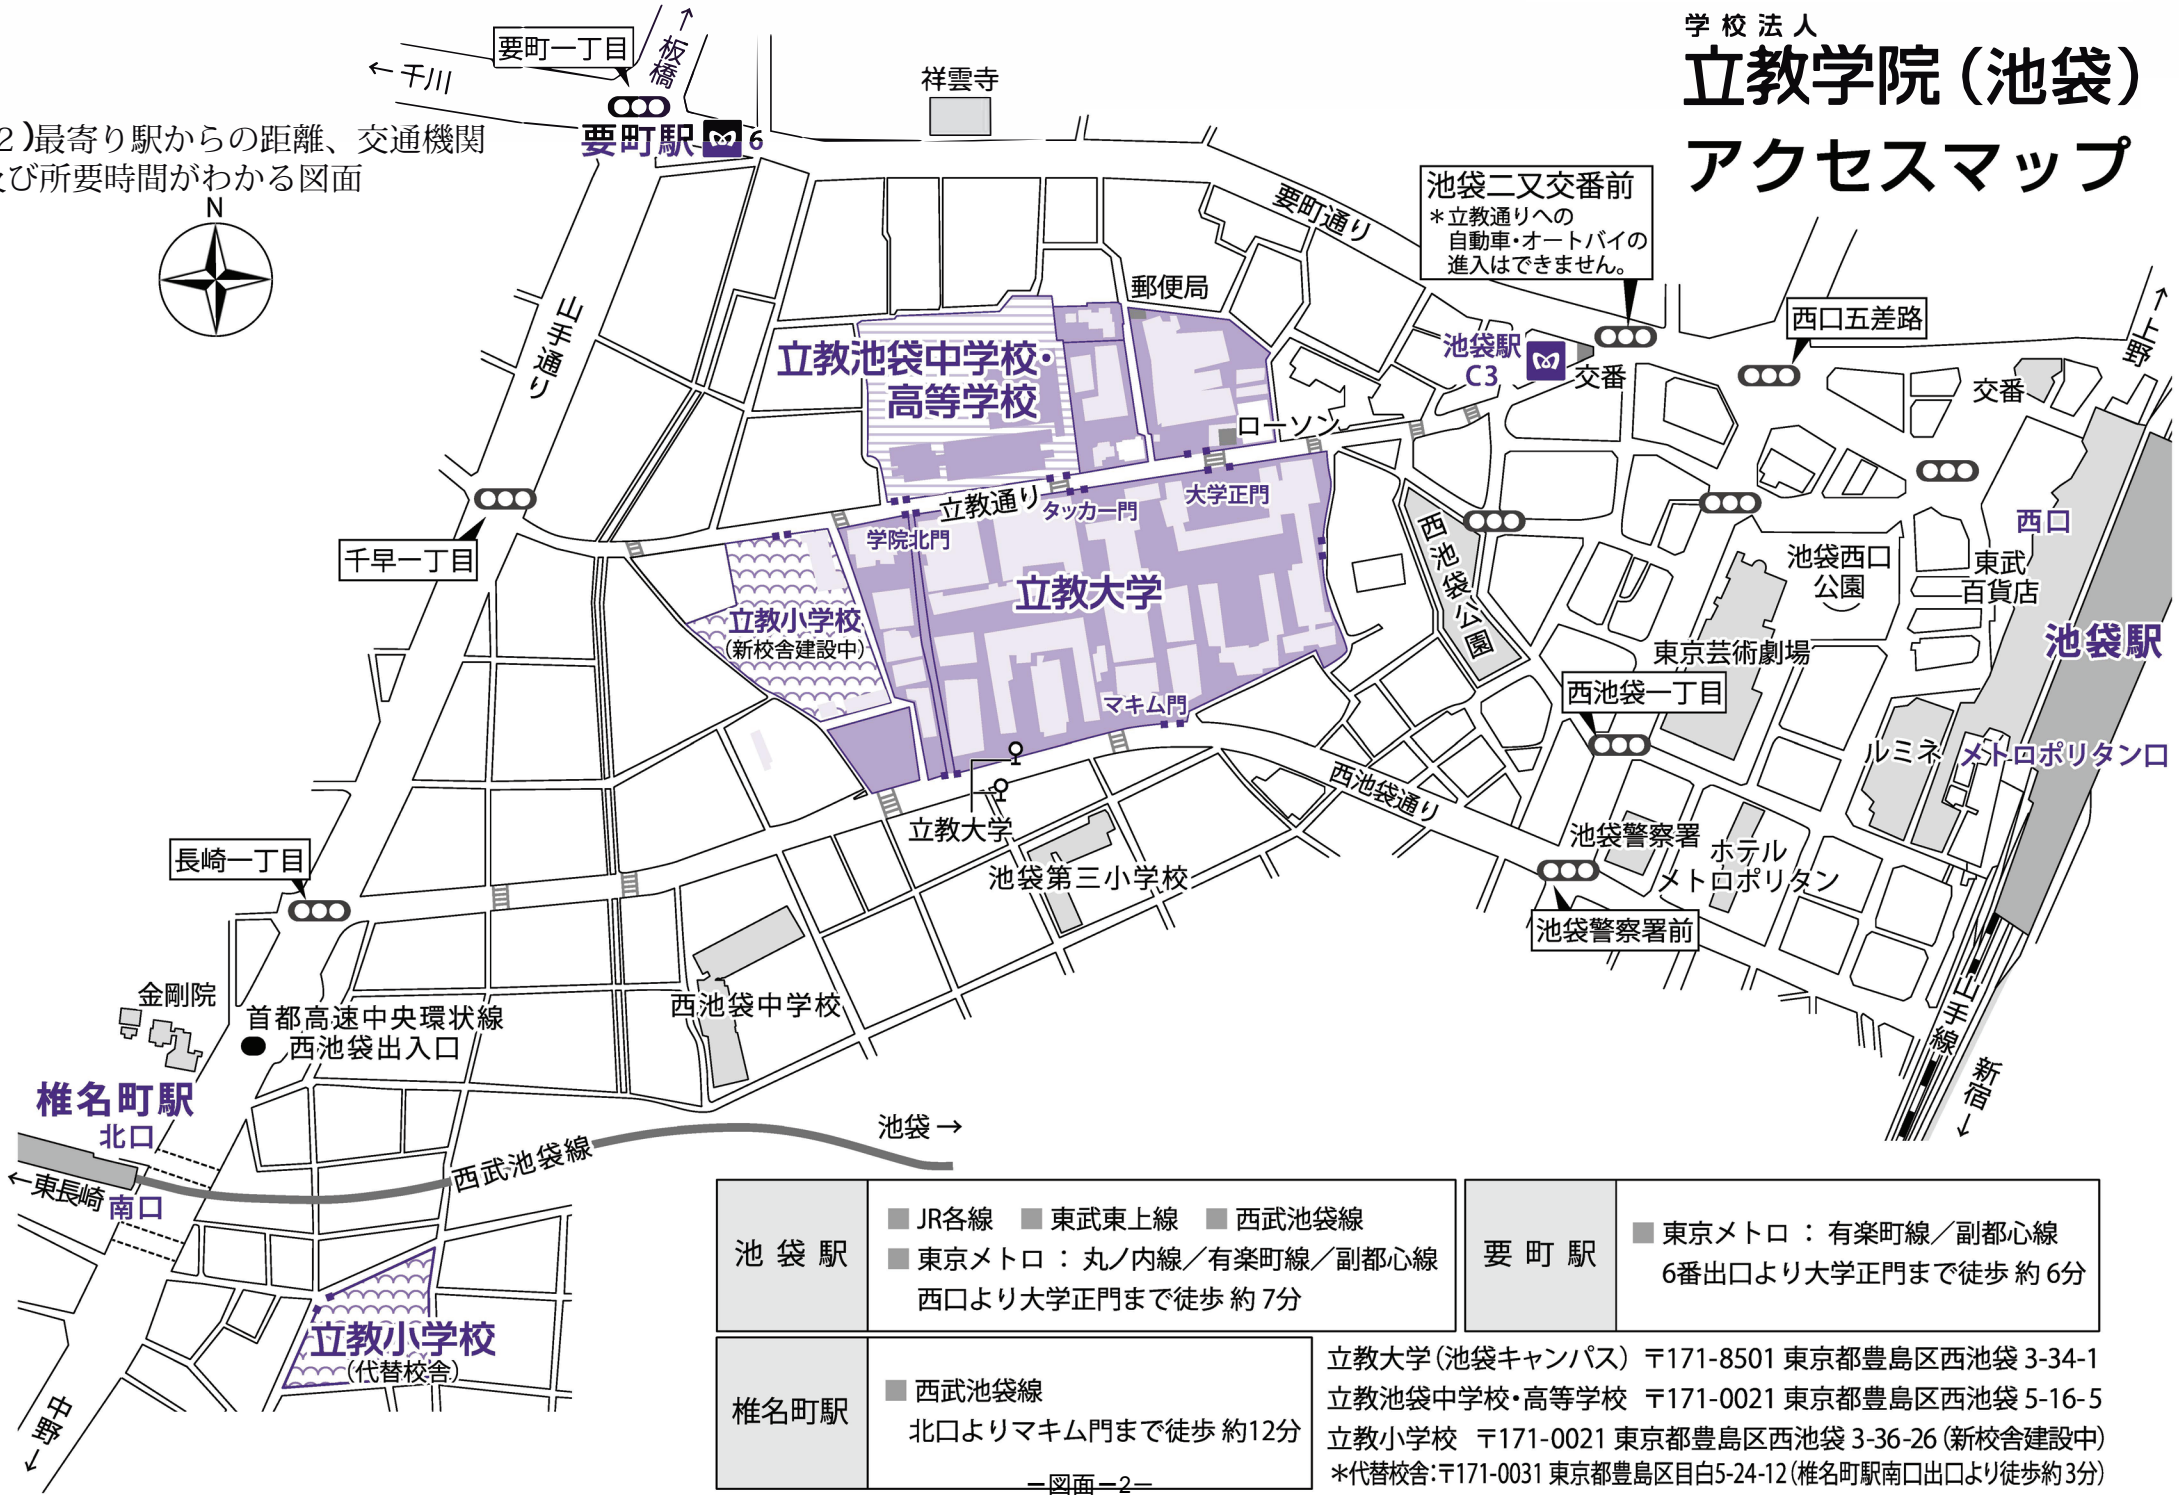 学校法人
立教学院（池袋）
アクセスマップ
２)最寄り駅からの距離、交通機関
及び所要時間がわかる図面
N
要町一丁目
↑板橋
←千川
要町駅 6
祥雲寺
要町通り
池袋二又交番前
＊立教通りへの
自動車・オートバイの
進入はできません。
西口五差路
↑上野
山手通り
郵便局
池袋駅
C3
交番
交番
立教池袋中学校・
高等学校
ローソン
立教通り
タッカー門
大学正門
学院北門
千早一丁目
立教大学
立教小学校
（新校舎建設中）
マキム門
西池袋公園
池袋西口
公園
西口
東武
百貨店
池袋駅
東京芸術劇場
西池袋一丁目
ルミネ
メトロポリタン口
西池袋通り
立教大学
池袋第三小学校
池袋警察署
ホテル
メトロポリタン
池袋警察署前
長崎一丁目
金剛院
首都高速中央環状線
西池袋出入口
西池袋中学校
山手線
新宿↓
椎名町駅
北口
←東長崎
南口
西武池袋線
池袋→
立教小学校
（代替校舎）
中野↓
池袋駅
■ JR各線 ■ 東武東上線 ■ 西武池袋線
■ 東京メトロ ： 丸ノ内線／有楽町線／副都心線
西口より大学正門まで徒歩 約 7分
要町駅
■ 東京メトロ ： 有楽町線／副都心線
6番出口より大学正門まで徒歩 約 6分
椎名町駅
■ 西武池袋線
北口よりマキム門まで徒歩 約12分
立教大学（池袋キャンパス） 〒171-8501 東京都豊島区西池袋 3-34-1
立教池袋中学校・高等学校 〒171-0021 東京都豊島区西池袋 5-16-5
立教小学校 〒171-0021 東京都豊島区西池袋 3-36-26（新校舎建設中）
＊代替校舎：〒171-0031 東京都豊島区目白5-24-12（椎名町駅南口出口より徒歩約 3分）
－図面－2－